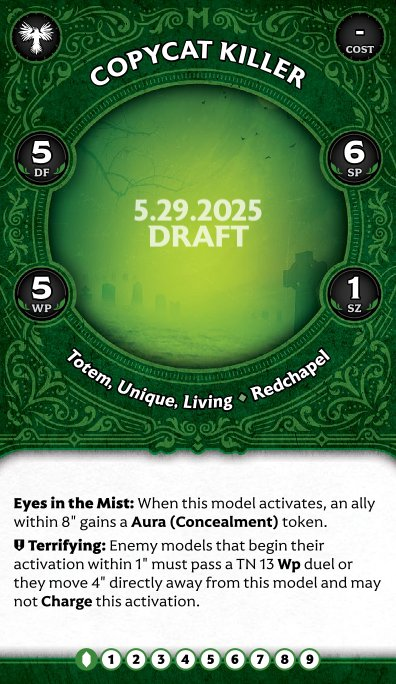 COPYCAT KILLER
-
COST
5
DF
6
SP
5.29.2025
DRAFT
5
WP
1
SZ
Totem, Unique, Living ♦ Redchapel
Eyes in the Mist: When this model activates, an ally
within 8" gains a Aura (Concealment) token.
Terrifying: Enemy models that begin their
activation within 1" must pass a TN 13 Wp duel or
they move 4" directly away from this model and may
not Charge this activation.
1 2 3 4 5 6 7 8 9